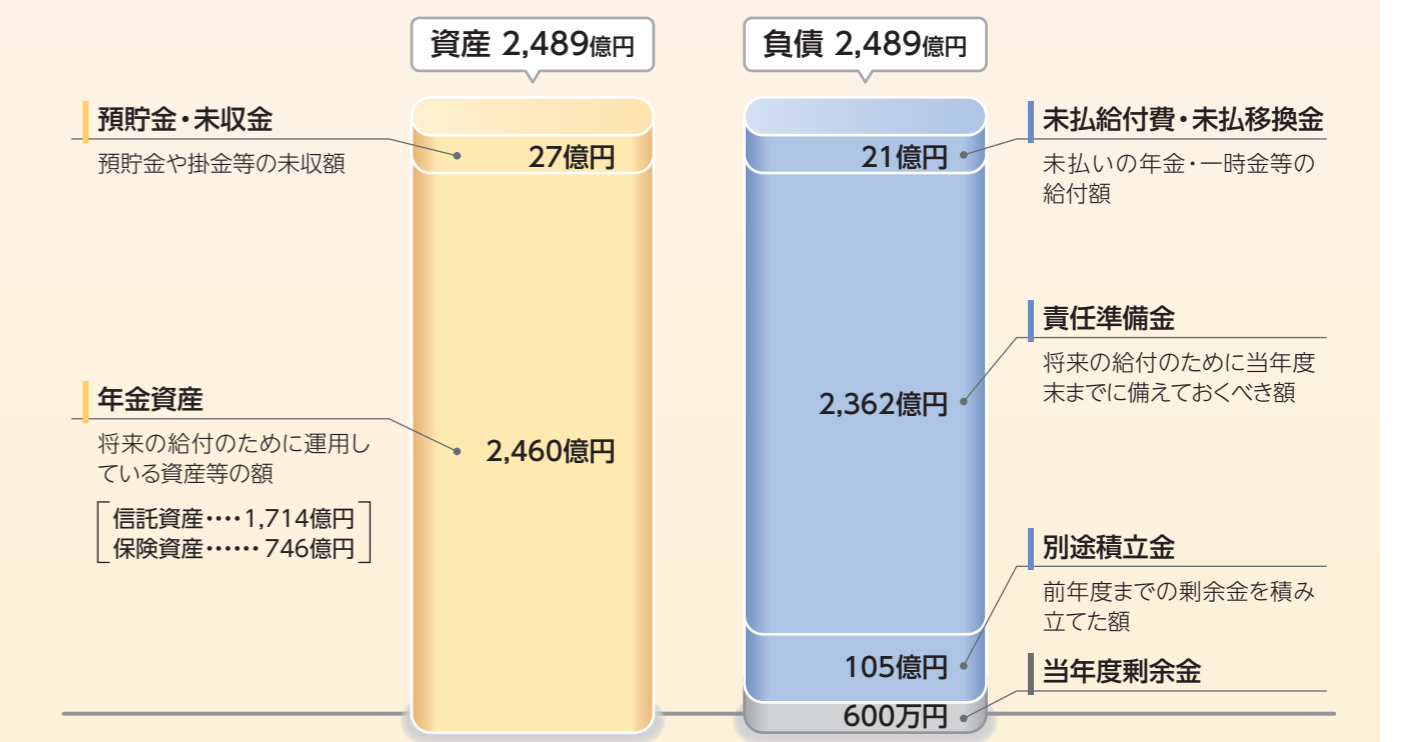 資産 2,489億円
預貯金・未収金
預貯金や掛金等の未収額
27億円
年金資産
将来の給付のために運用し
ている資産等の額
信託資産‥‥1,714億円
保険資産‥‥‥746億円
2,460億円
負債 2,489億円
21億円
未払給付費・未払移換金
未払いの年金・一時金等の
給付額
2,362億円
責任準備金
将来の給付のために当年度
末までに備えておくべき額
105億円
別途積立金
前年度までの剰余金を積み
立てた額
600万円
当年度剰余金